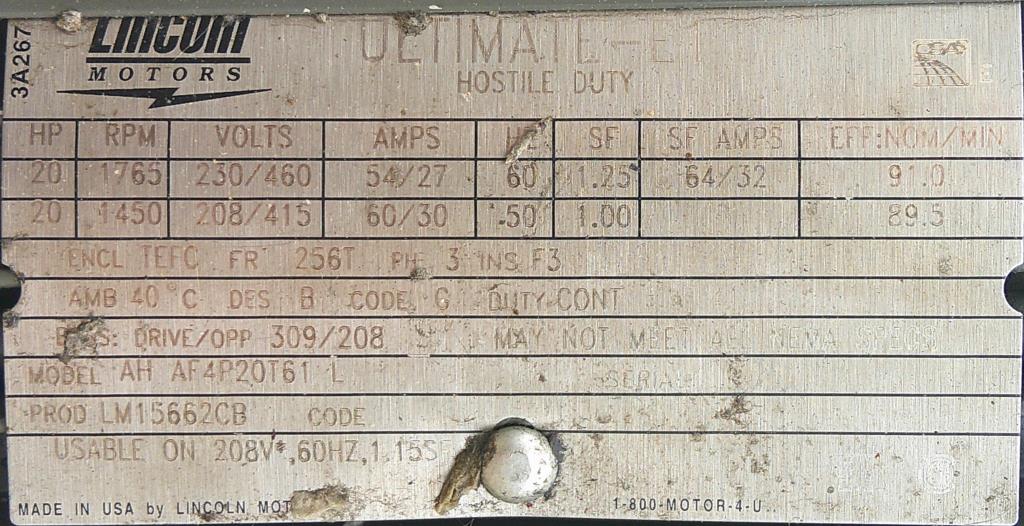 3A267
Lincoln
MOTORS
ULTIMATE-E1
HOSTILE DUTY
CSA
E
HP RPM VOLTS AMPS HZ SF SF AMPS EFF:NOM/MIN
20 1765 230/460 54/27 60 1.25 64/32 91.0
20 1450 208/415 60/30 50 1.00 89.5
ENCL TEFC FR 256T PH 3 INS F3
AMB 40°C DES B CODE G DUTY CONT
DRIVE/OPP 309/208 MAY NOT MEET ALL NEMA SPECS
MODEL AH AF4P20T61 L SERIAL
PROD LM15662CB CODE
USABLE ON 208V*,60HZ,1.15SF
MADE IN USA by LINCOLN MOT 1-800-MOTOR-4-U